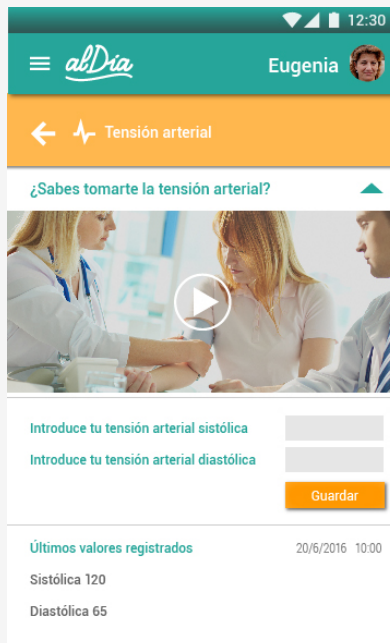 12:30
alDía
Eugenia
Tensión arterial
¿Sabes tomarte la tensión arterial?
Introduce tu tensión arterial sistólica
Introduce tu tensión arterial diastólica
Guardar
Últimos valores registrados 20/6/2016 10:00
Sistólica 120
Diastólica 65